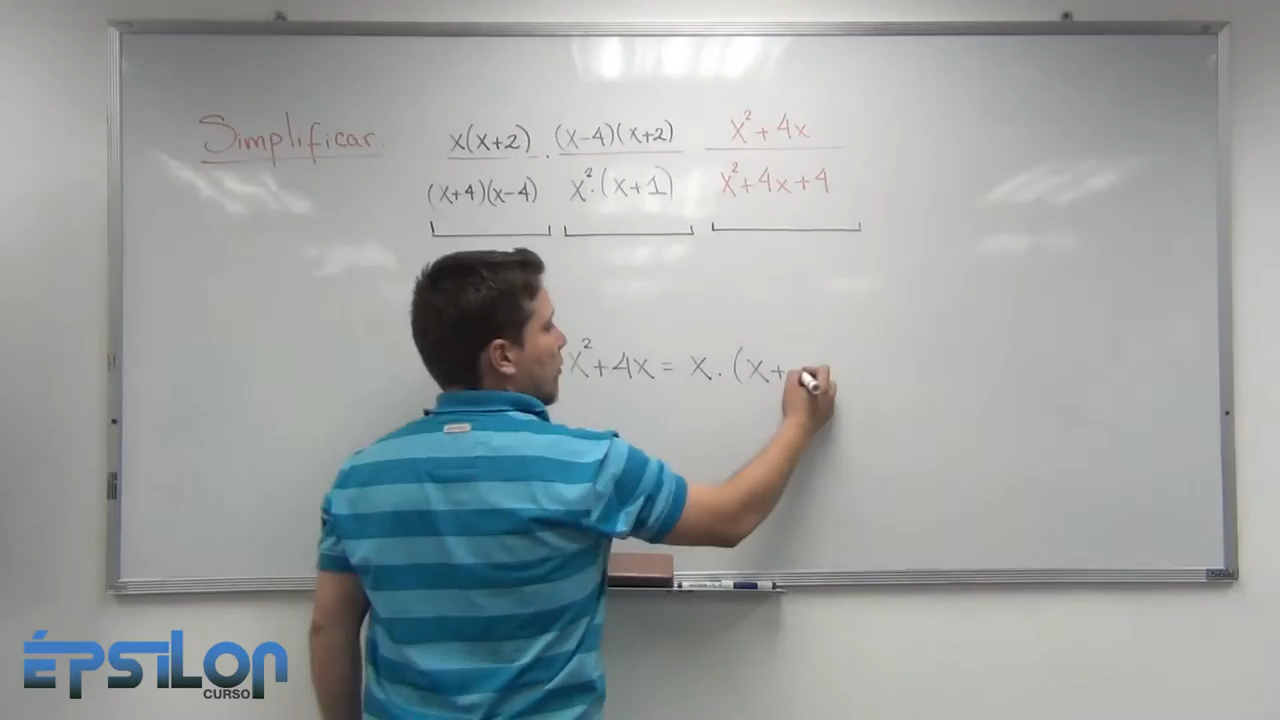 Simplificar: x(x+2)/(x+4)(x-4) . (x-4)(x+2)/x². (x+1) x²+4x/x²+4x+4
x²+4x = x. (x+
ÉPSILON
CURSO